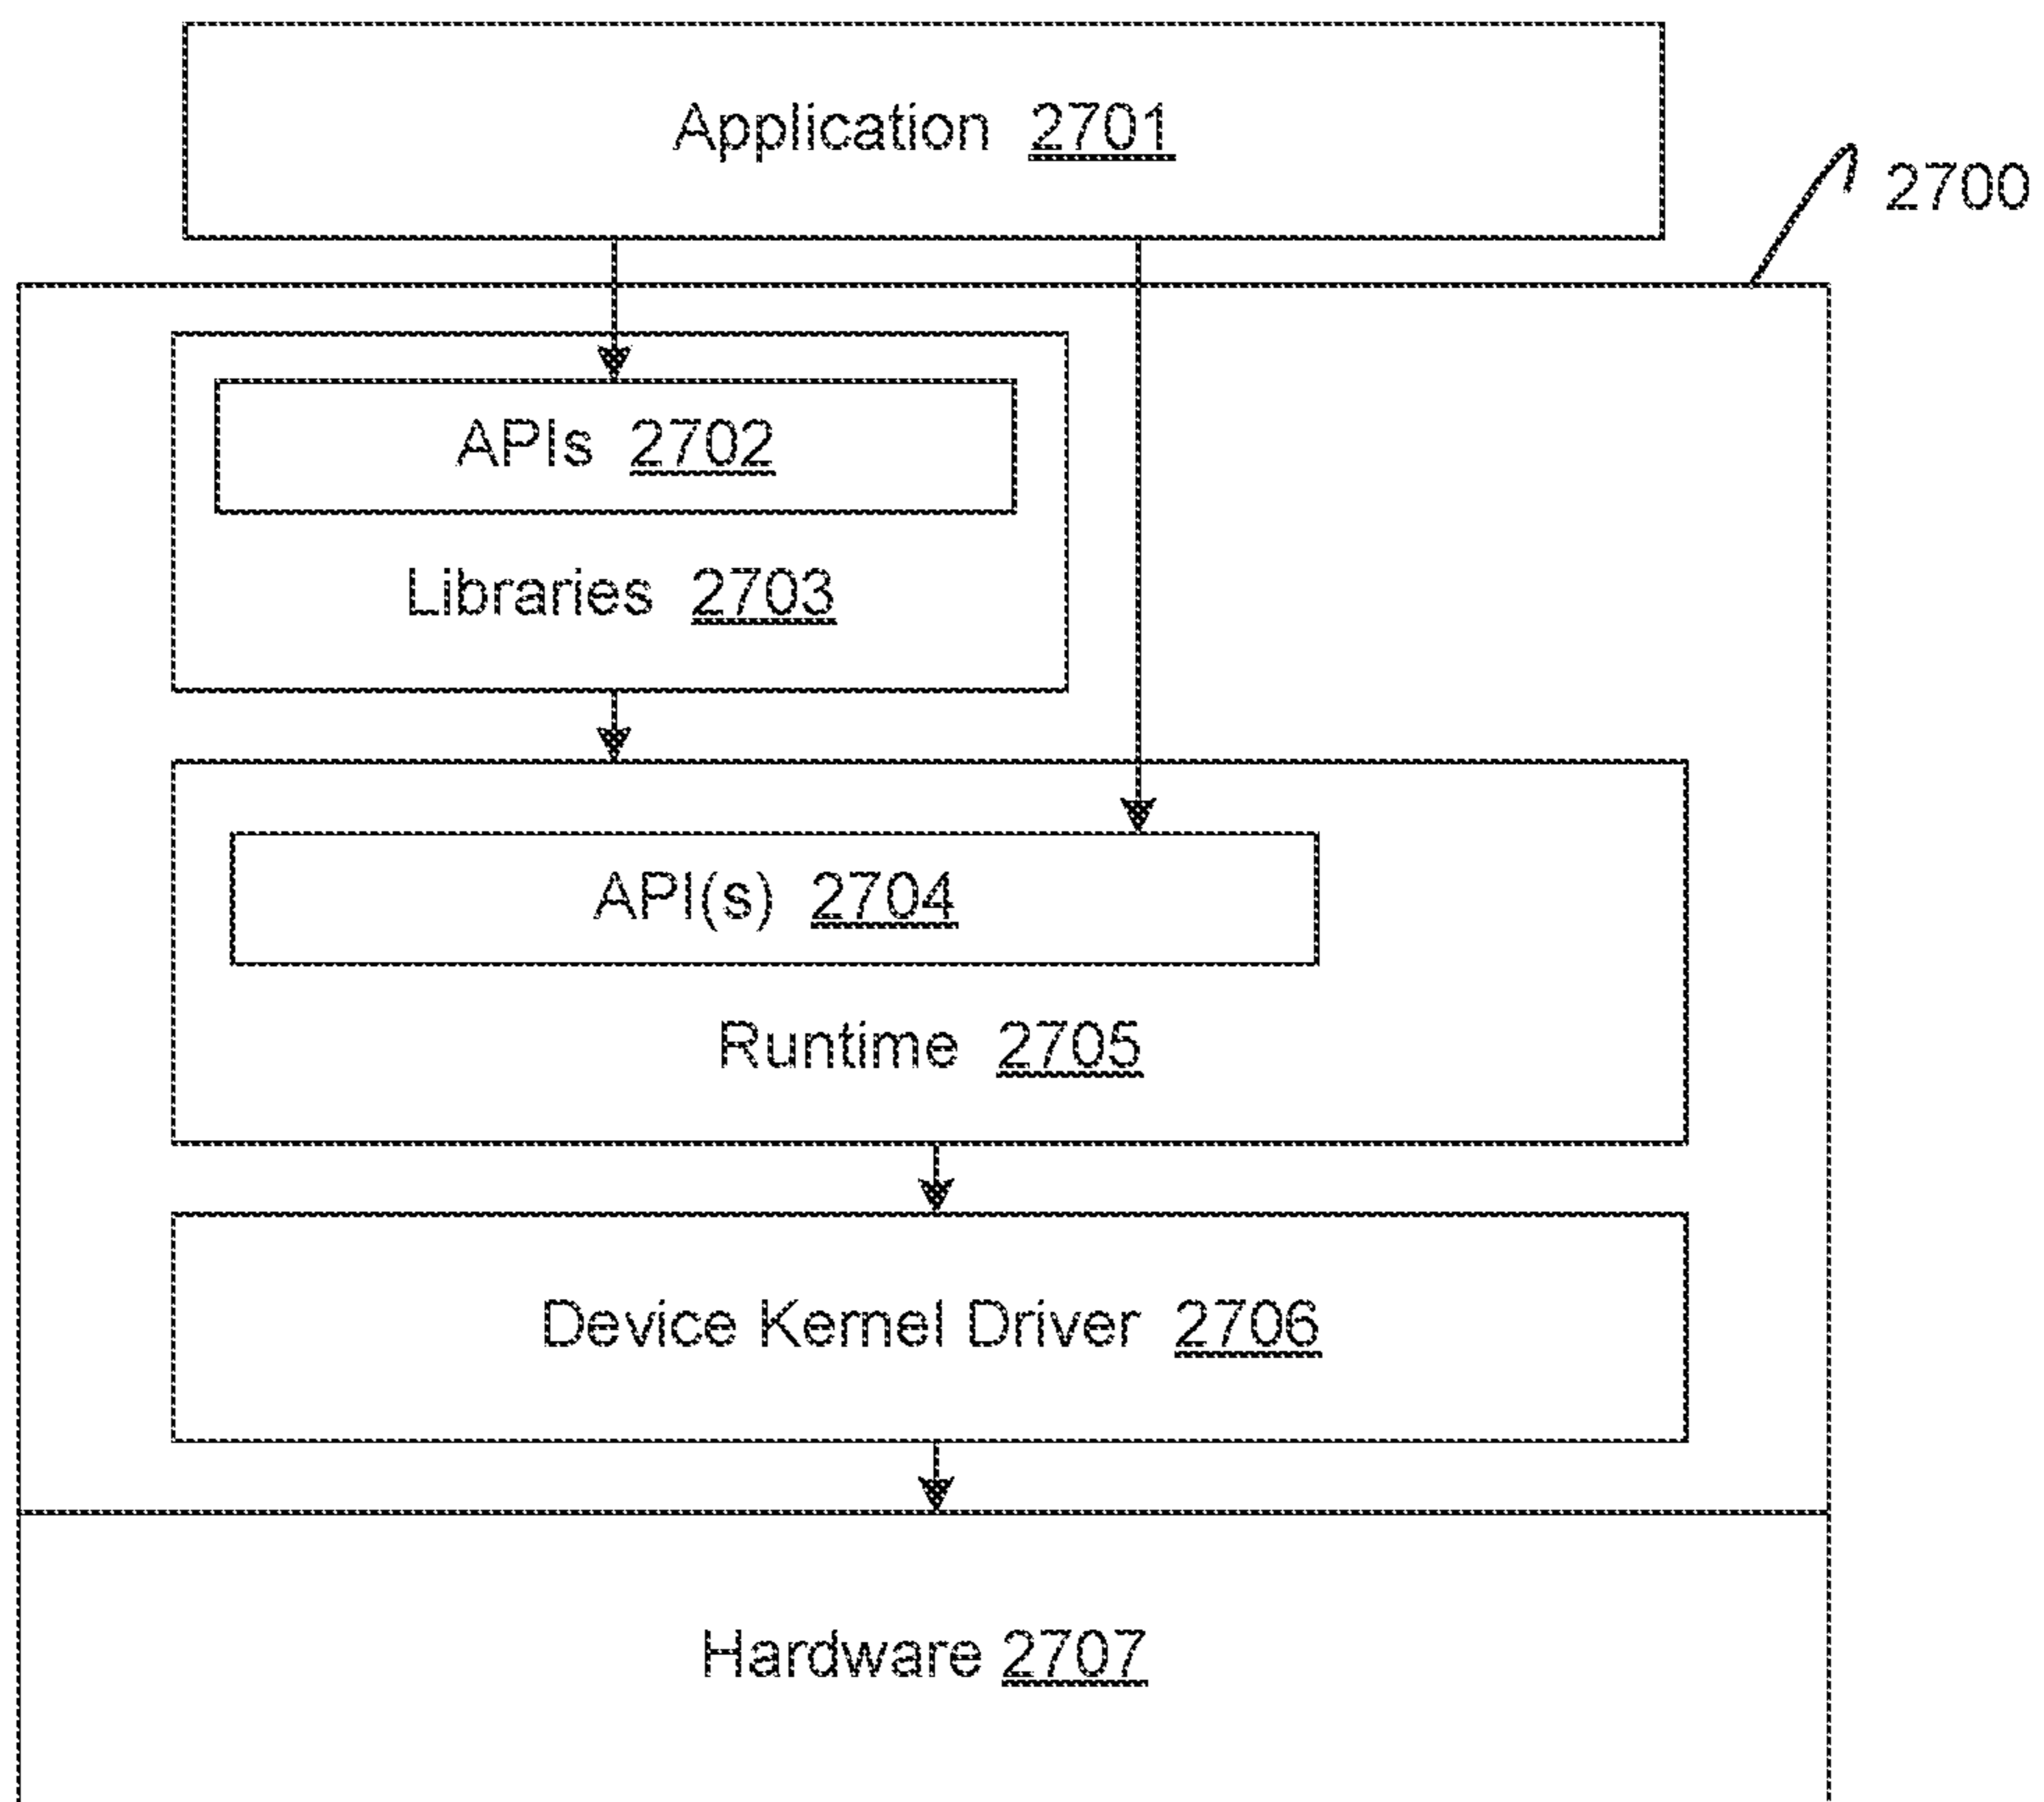 Application 2701
2700
APIs 2702
Libraries 2703
API(s) 2704
Runtime 2705
Device Kernel Driver 2706
Hardware 2707